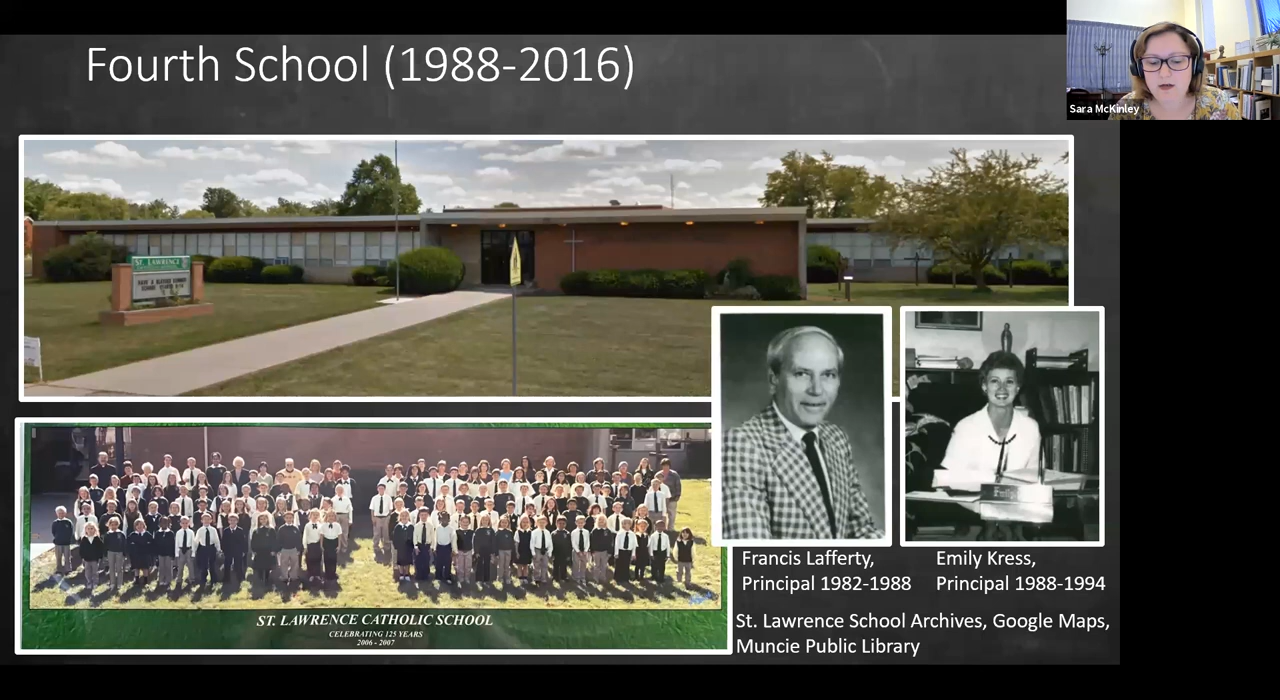 Fourth School (1988-2016)
Sara McKinley
ST. LAWRENCE
Francis Lafferty,
Principal 1982-1988
Emily Kress,
Principal 1988-1994
ST. LAWRENCE CATHOLIC SCHOOL
CELEBRATING 125 YEARS
2006 - 2007
St. Lawrence School Archives, Google Maps,
Muncie Public Library